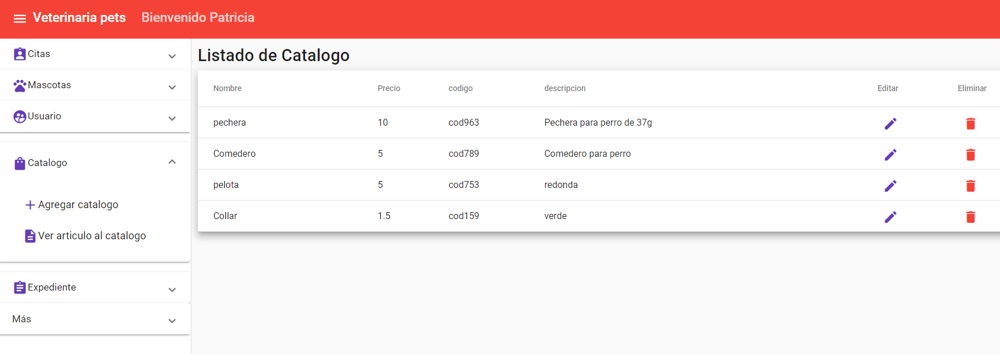 Veterinaria pets Bienvenido Patricia
Citas
Mascotas
Usuario
Catalogo
Agregar catalogo
Ver articulo al catalogo
Expediente
Más
Listado de Catalogo
Nombre Precio codigo descripcion Editar Eliminar
pechera 10 cod963 Pechera para perro de 37g
Comedero 5 cod789 Comedero para perro
pelota 5 cod753 redonda
Collar 1.5 cod159 verde